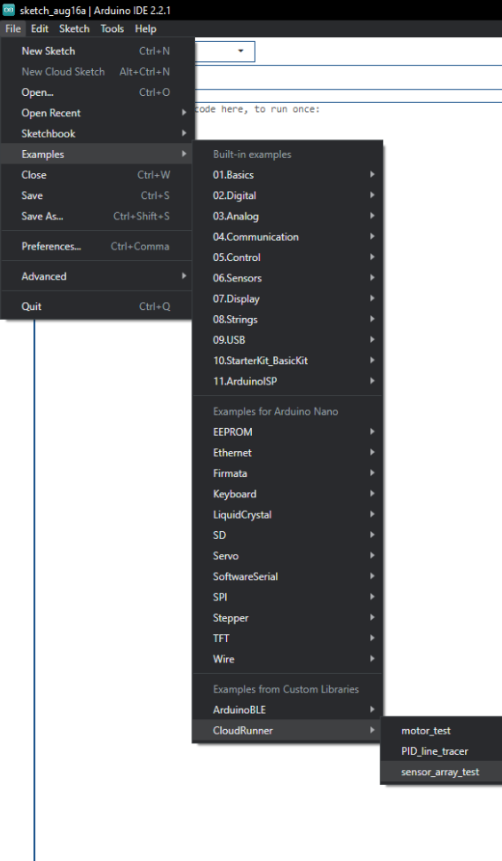 sketch_aug16a | Arduino IDE 2.2.1
File Edit Sketch Tools Help
New Sketch Ctrl+N
New Cloud Sketch Alt+Ctrl+N
Open... Ctrl+O
Open Recent
Sketchbook
Examples
Close Ctrl+W
Save Ctrl+S
Save As... Ctrl+Shift+S
Preferences... Ctrl+Comma
Advanced
Quit Ctrl+Q
code here, to run once:
Built-in examples
01.Basics
02.Digital
03.Analog
04.Communication
05.Control
06.Sensors
07.Display
08.Strings
09.USB
10.StarterKit_BasicKit
11.ArduinoISP
Examples for Arduino Nano
EEPROM
Ethernet
Firmata
Keyboard
LiquidCrystal
SD
Servo
SoftwareSerial
SPI
Stepper
TFT
Wire
Examples from Custom Libraries
ArduinoBLE
CloudRunner
motor_test
PID_line_tracer
sensor_array_test